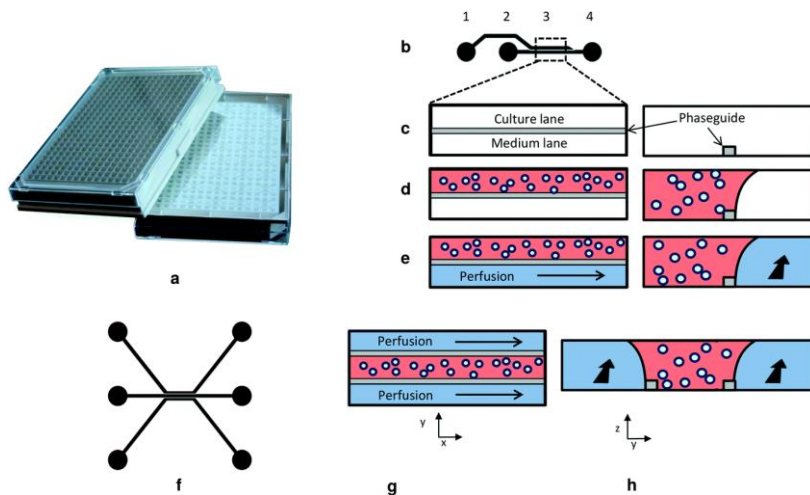 1 2 3 4
b
c
Culture lane
Medium lane
Phaseguide
d
e
Perfusion
a
f
Perfusion
Perfusion
y
x
z
y
g
h